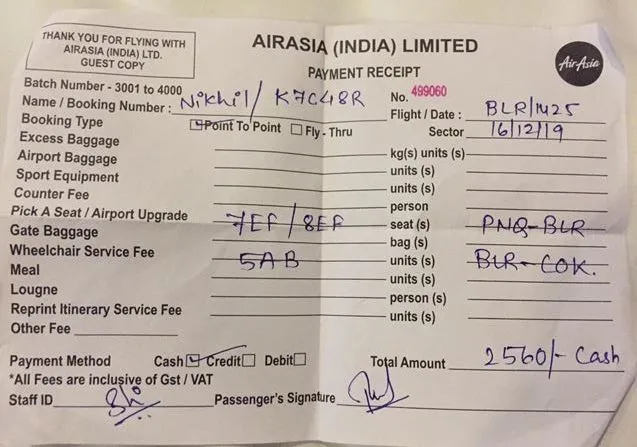 THANK YOU FOR FLYING WITH
AIRASIA (INDIA) LTD.
GUEST COPY
AIRASIA (INDIA) LIMITED
PAYMENT RECEIPT
AirAsia
Batch Number - 3001 to 4000
No. 499060
Name / Booking Number : Nikhil / K7C48R
Flight / Date : BLR/1425
Booking Type Point To Point Fly - Thru
Sector 16/12/19
Excess Baggage kg(s) units (s)
Airport Baggage units (s)
Sport Equipment units (s)
Counter Fee person
Pick A Seat / Airport Upgrade 7EF / 8EF seat (s) PNQ-BLR
Gate Baggage bag (s)
Wheelchair Service Fee 5AB units (s) BLR-COK.
Meal units (s)
Lougne person (s)
Reprint Itinerary Service Fee units (s)
Other Fee
Payment Method Cash Credit Debit Total Amount 2560/- Cash
*All Fees are inclusive of Gst / VAT
Staff ID Passenger's Signature